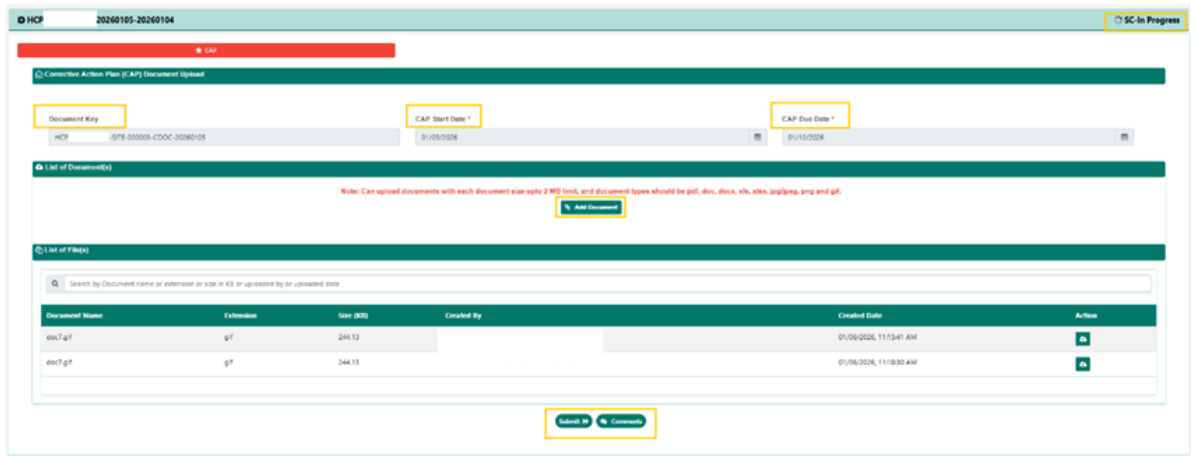 HCP 20260105-20260104
SC-In Progress
CAP
Corrective Action Plan (CAP) Document Upload
Document Key
CAP Start Date *
CAP Due Date *
HCP -SITE-000005-CDOC-20260105
01/05/2026
01/10/2026
List of Document(s)
Note: Can upload documents with each document size upto 2 MB limit, and document types should be pdf, doc, docx, xls, xlsx, jpg/jpeg, png and gif.
Add Document
List of File(s)
Search by Document name or extension or size in KB or uploaded by or uploaded date
Document Name Extension Size (KB) Created By Created Date Action
doc7.gif gif 244.13 01/08/2026, 11:15:41 AM
doc7.gif gif 244.13 01/08/2026, 11:18:30 AM
Submit Comments